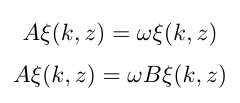 Aξ(k, z) = ωξ(k, z)
Aξ(k, z) = ωBξ(k, z)